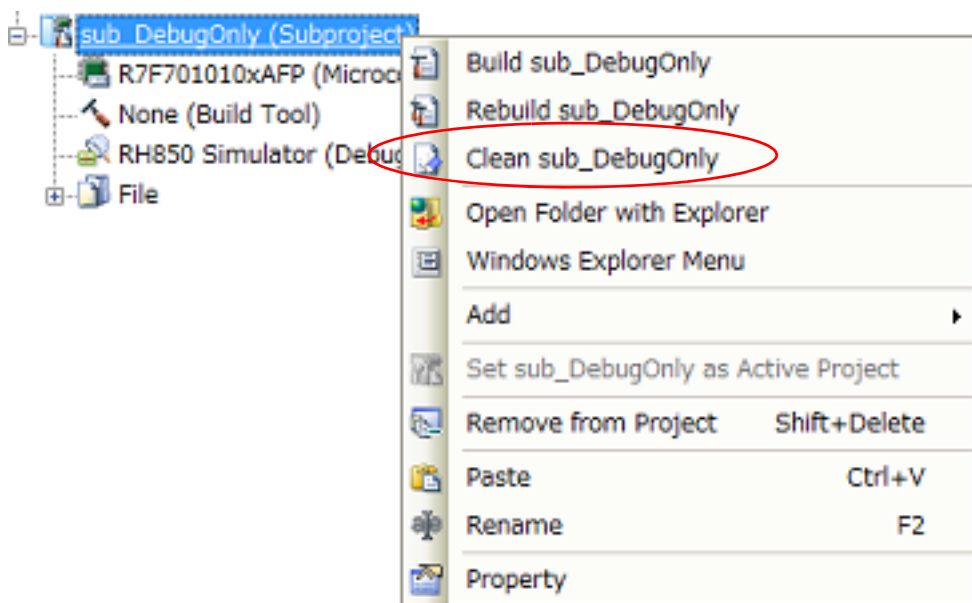 sub_DebugOnly (Subproject)
R7F701010xAFP (Microc
None (Build Tool)
RH850 Simulator (Debug
File
Build sub_DebugOnly
Rebuild sub_DebugOnly
Clean sub_DebugOnly
Open Folder with Explorer
Windows Explorer Menu
Add
Set sub_DebugOnly as Active Project
Remove from Project Shift+Delete
Paste Ctrl+V
Rename F2
Property